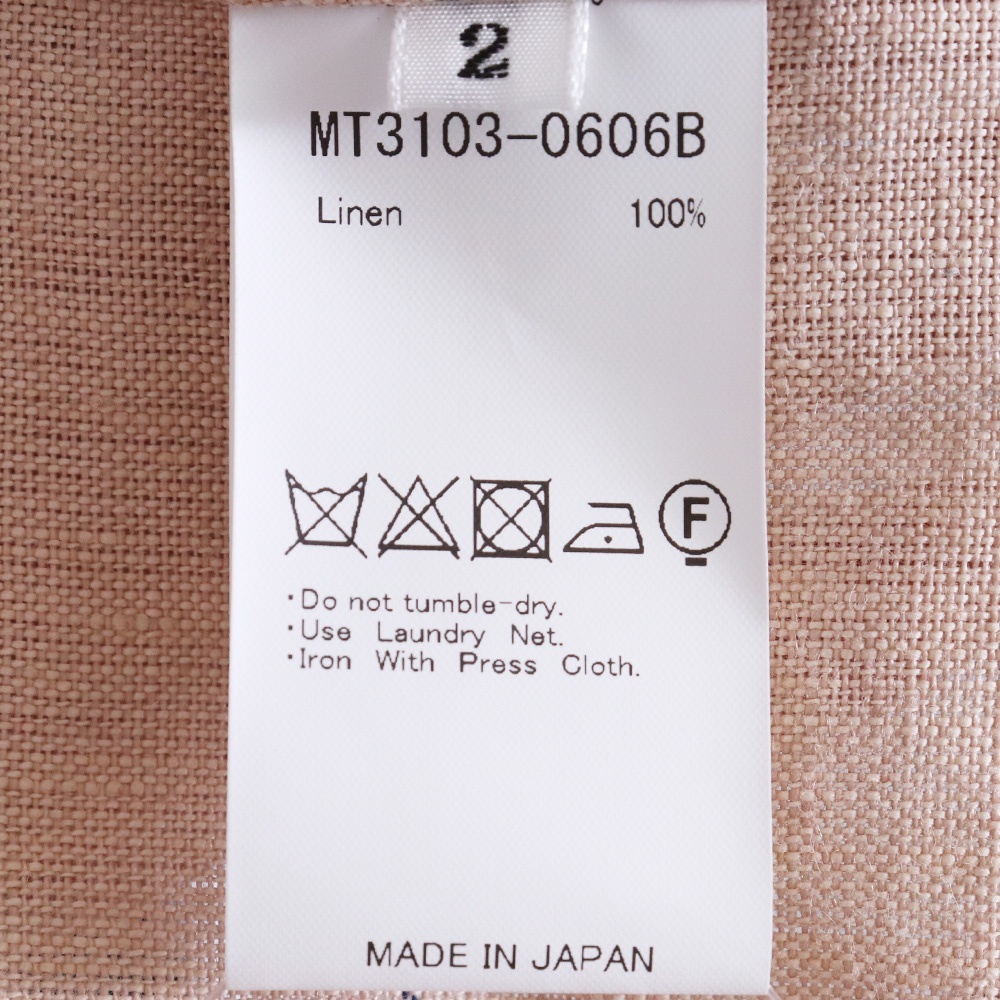 2
MT3103-0606B
Linen 100%
F
・Do not tumble-dry.
・Use Laundry Net.
・Iron With Press Cloth.
MADE IN JAPAN